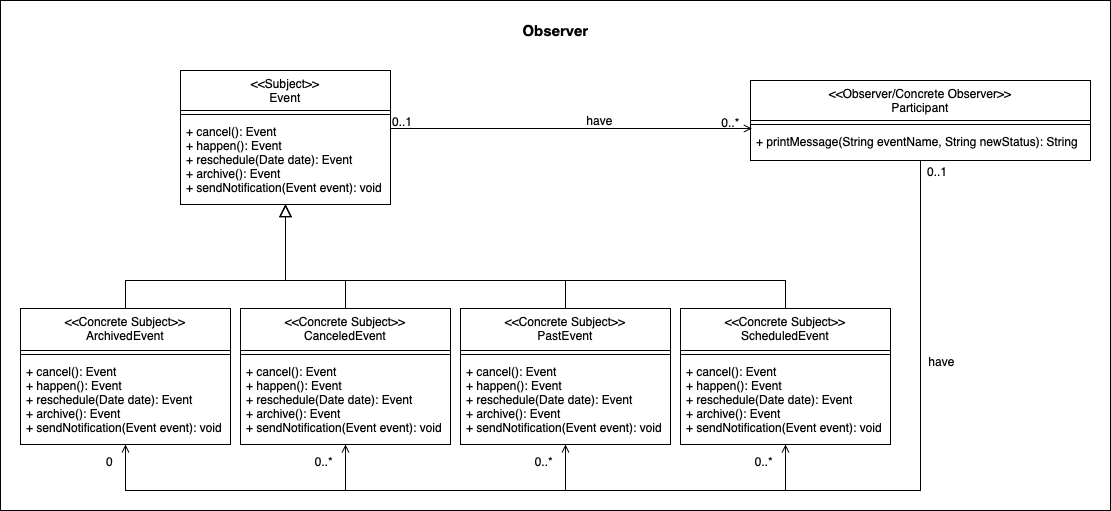 Observer
<<Subject>>
Event
+ cancel(): Event
+ happen(): Event
+ reschedule(Date date): Event
+ archive(): Event
+ sendNotification(Event event): void
0..1
have
0..*
<<Observer/Concrete Observer>>
Participant
+ printMessage(String eventName, String newStatus): String
0..1
have
<<Concrete Subject>>
ArchivedEvent
+ cancel(): Event
+ happen(): Event
+ reschedule(Date date): Event
+ archive(): Event
+ sendNotification(Event event): void
0
<<Concrete Subject>>
CanceledEvent
+ cancel(): Event
+ happen(): Event
+ reschedule(Date date): Event
+ archive(): Event
+ sendNotification(Event event): void
0..*
<<Concrete Subject>>
PastEvent
+ cancel(): Event
+ happen(): Event
+ reschedule(Date date): Event
+ archive(): Event
+ sendNotification(Event event): void
0..*
<<Concrete Subject>>
ScheduledEvent
+ cancel(): Event
+ happen(): Event
+ reschedule(Date date): Event
+ archive(): Event
+ sendNotification(Event event): void
0..*